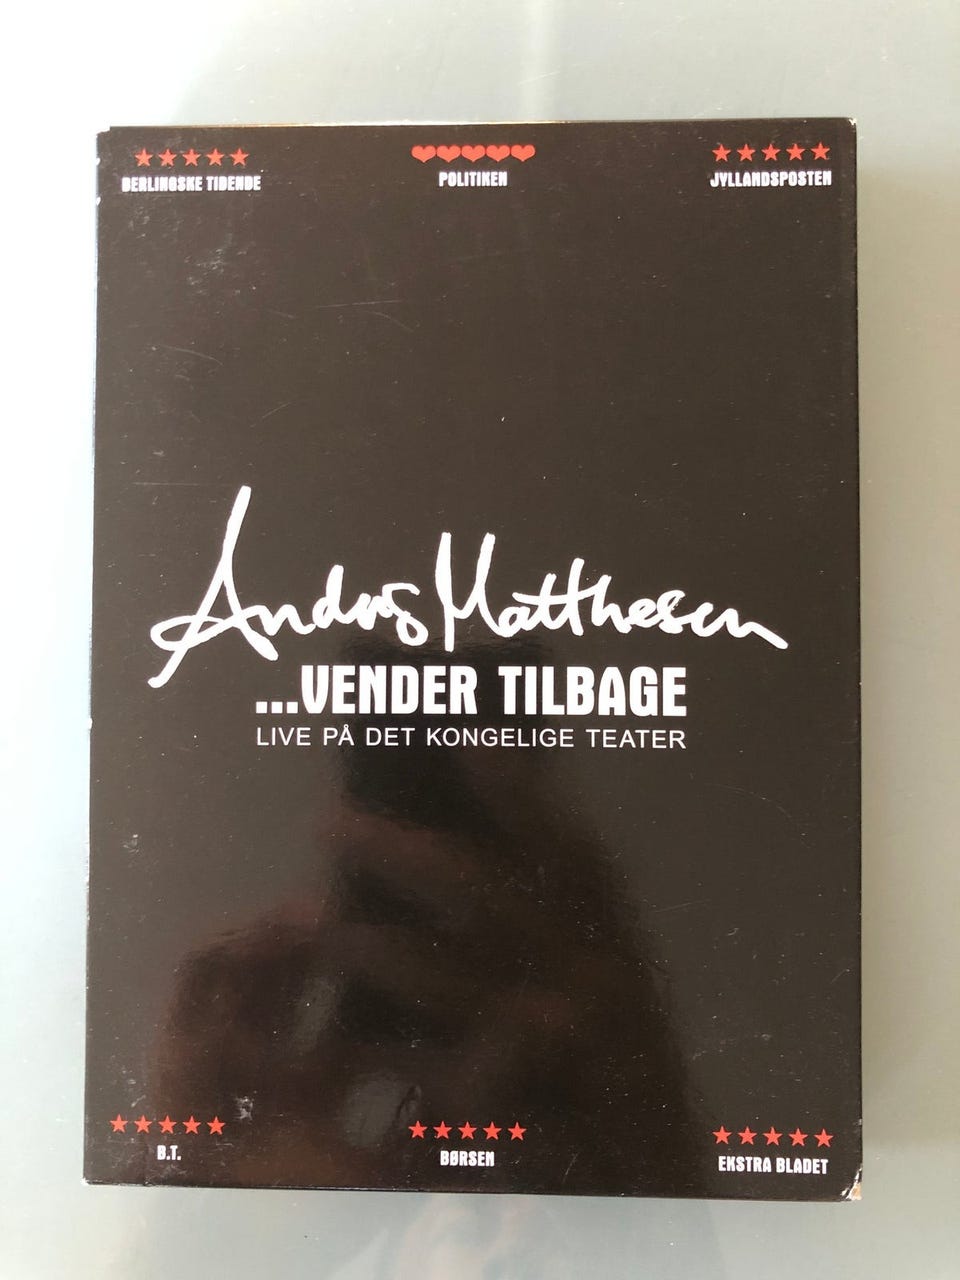 ★★★★★ ❤❤❤❤❤ ★★★★★
BERLINGSKE TIDENDE POLITIKEN JYLLANDSPOSTEN
Anders Matthesen
...VENDER TILBAGE
LIVE PÅ DET KONGELIGE TEATER
★★★★★ ★★★★★ ★★★★★
B.T. BØRSEN EKSTRA BLADET